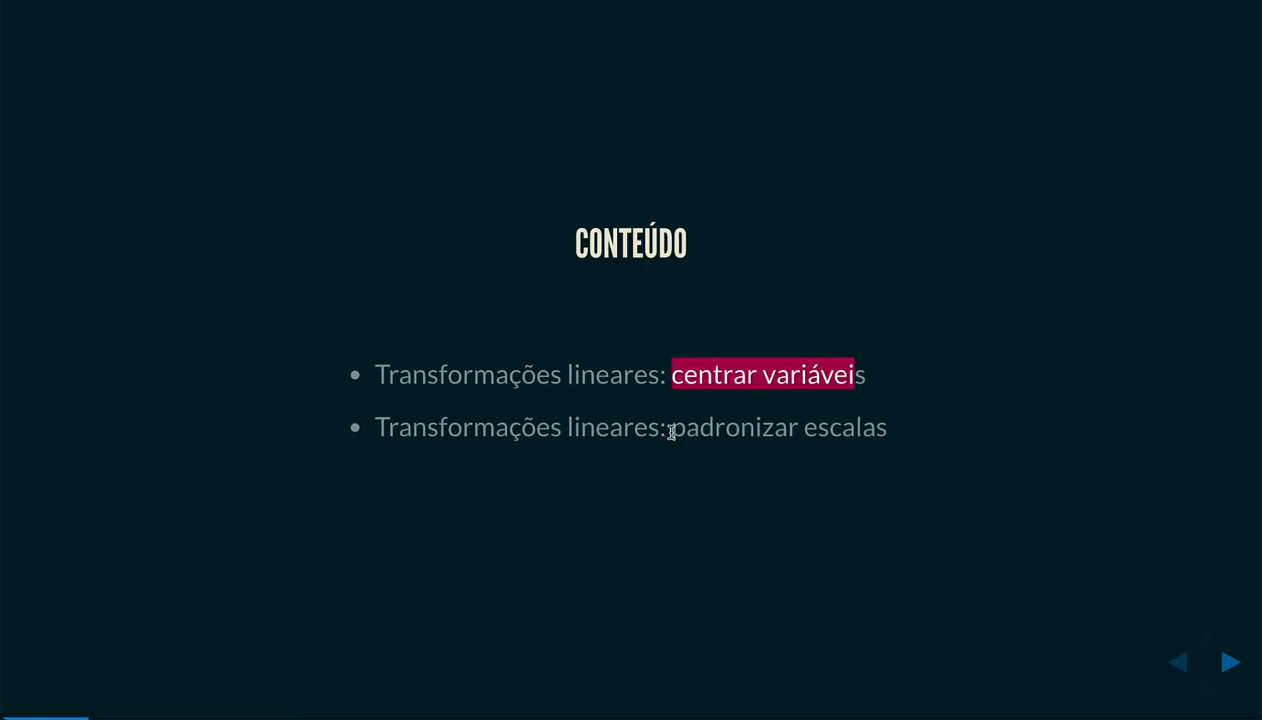 CONTEÚDO
Transformações lineares: centrar variáveis
Transformações lineares: padronizar escalas